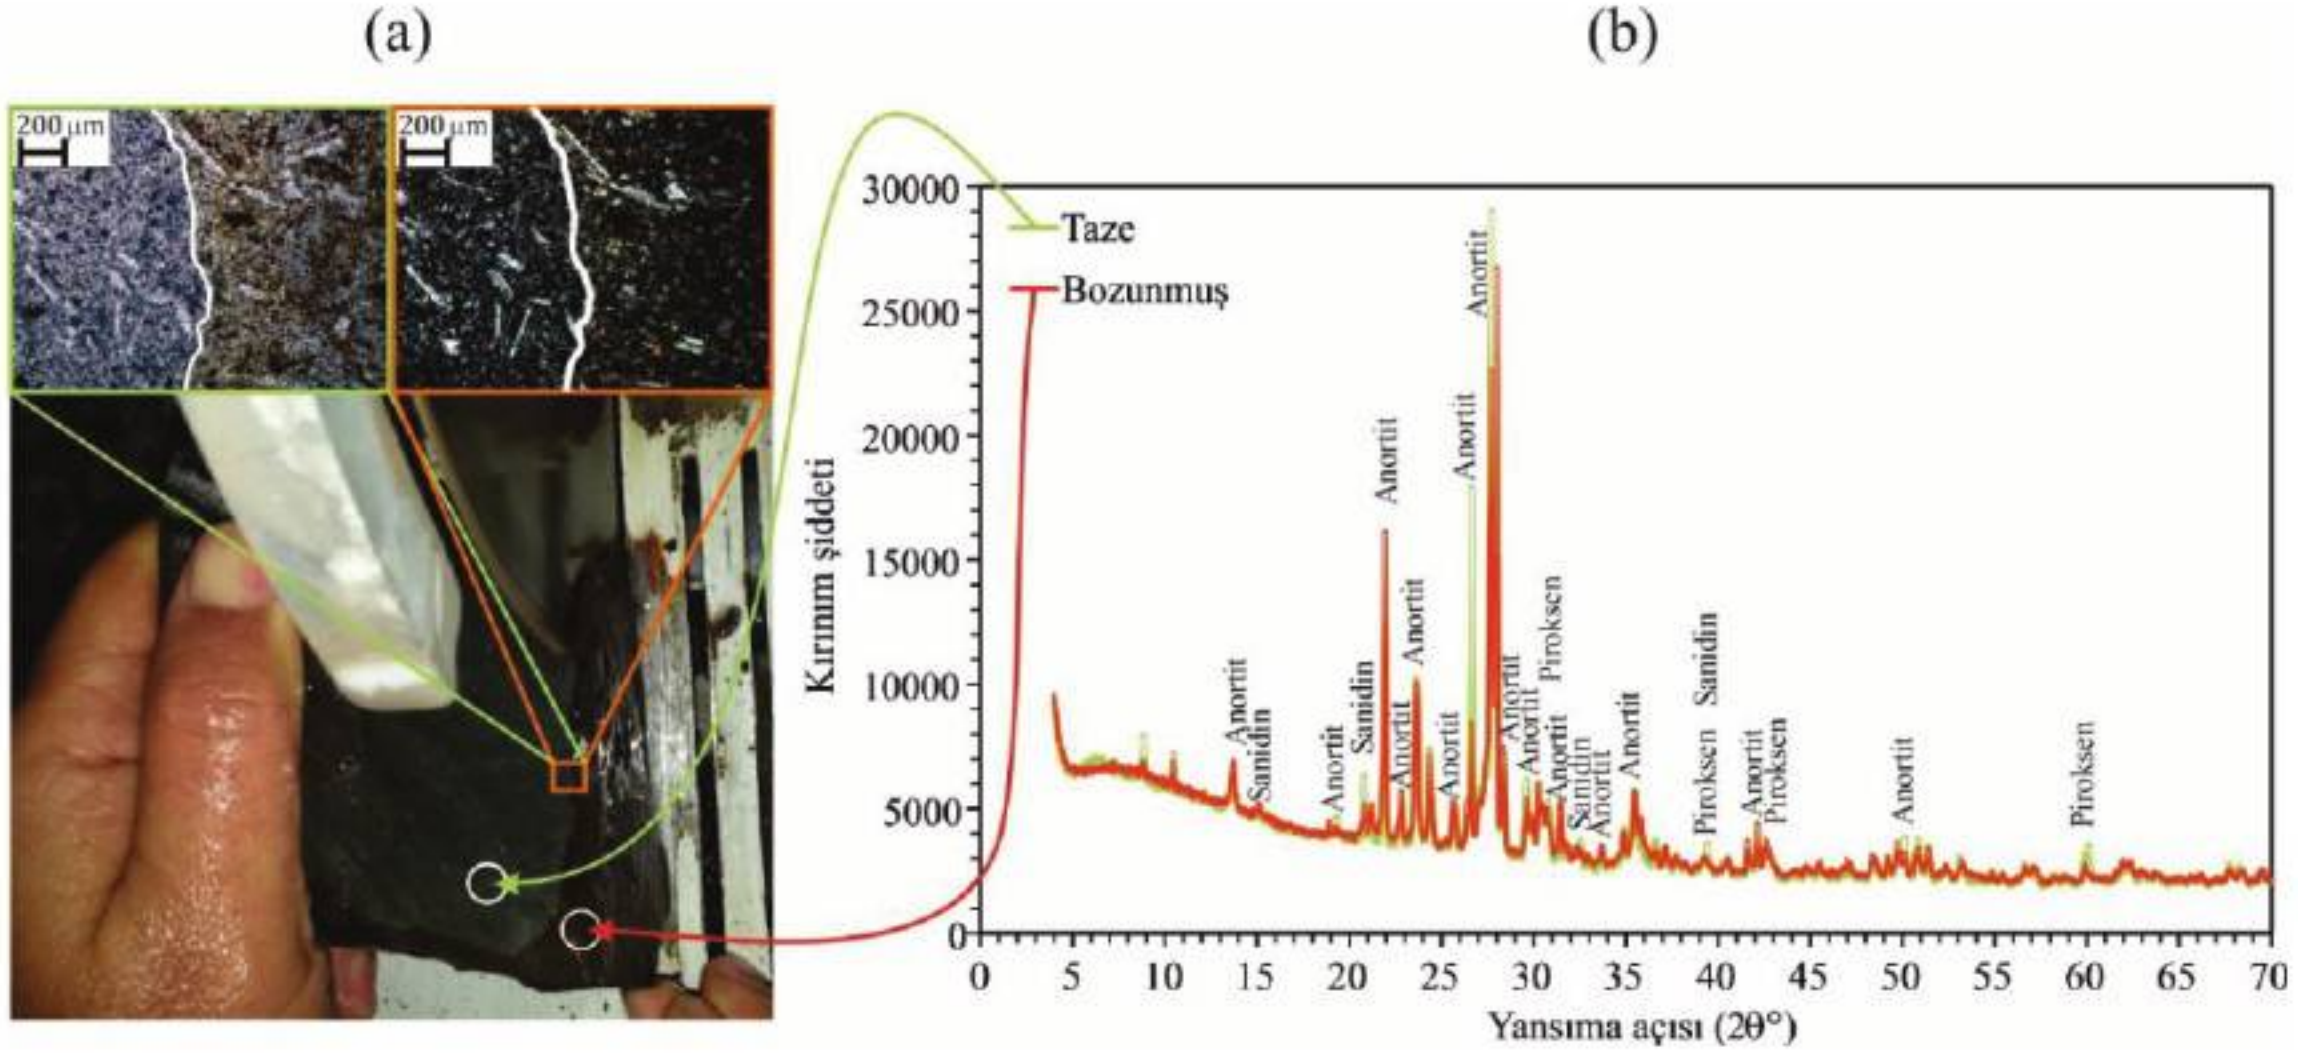 (a)
(b)
200 µm
200 µm
30000
25000
20000
15000
10000
5000
0
Taze
Bozunmuş
Kırınım şiddeti
Anortit
Sanidin
Anortit
Sanidin
Anortit
Anortit
Anortit
Anortit
Anortit
Anortit
Anortit
Anortit
Piroksen
Anortit
Sanidin
Anortit
Anortit
Piroksen
Sanidin
Anortit
Piroksen
Anortit
Piroksen
0 5 10 15 20 25 30 35 40 45 50 55 60 65 70
Yansıma açısı (2θ°)